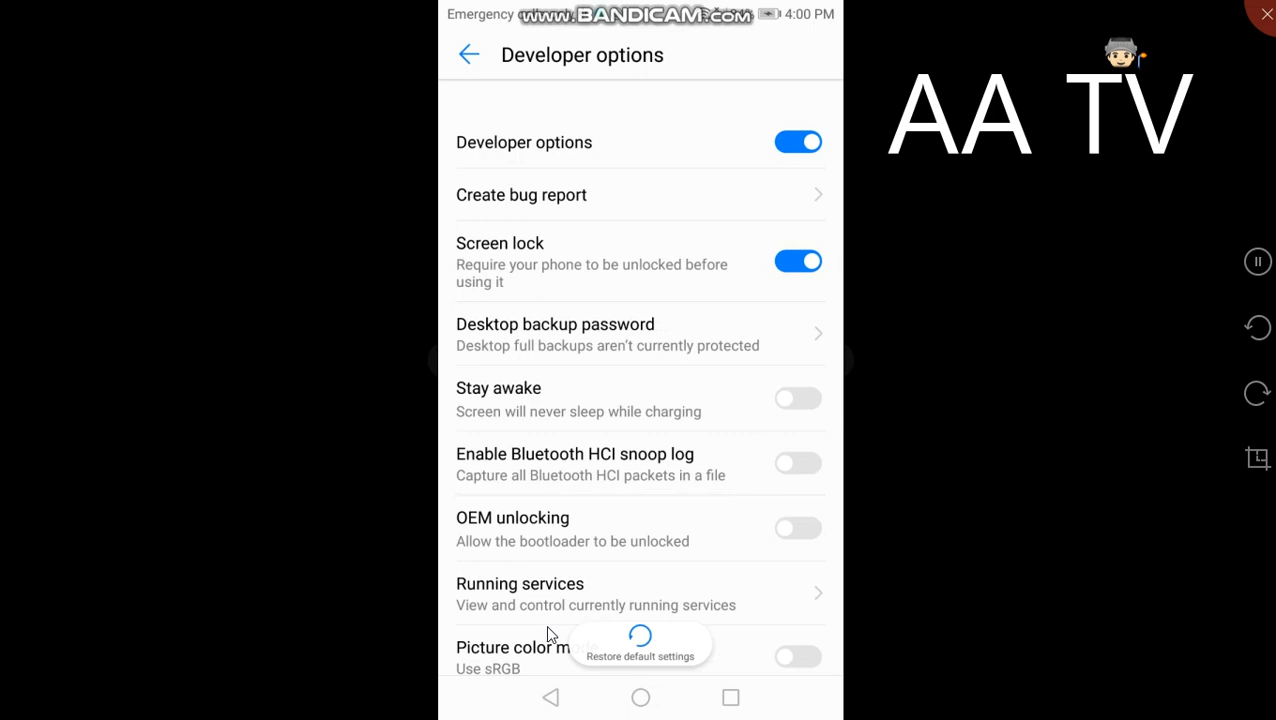 Emergency
www.BANDICAM.com
4:00 PM
Developer options
AA TV
Developer options
Create bug report
Screen lock
Require your phone to be unlocked before
using it
Desktop backup password
Desktop full backups aren't currently protected
Stay awake
Screen will never sleep while charging
Enable Bluetooth HCI snoop log
Capture all Bluetooth HCI packets in a file
OEM unlocking
Allow the bootloader to be unlocked
Running services
View and control currently running services
Picture color
Restore default settings
Use sRGB